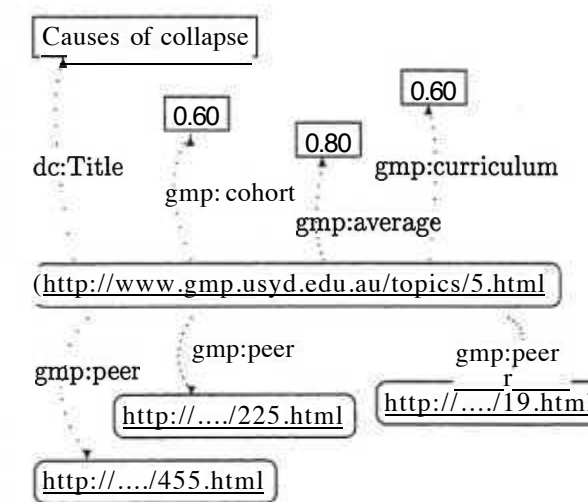 Causes of collapse
0.60
0.60
0.80
dc:Title
gmp:curriculum
gmp: cohort
gmp:average
(http://www.gmp.usyd.edu.au/topics/5.html
gmp:peer
gmp:peer
gmp:peer
r
http://..../19.html
http://..../225.html
http://..../455.html